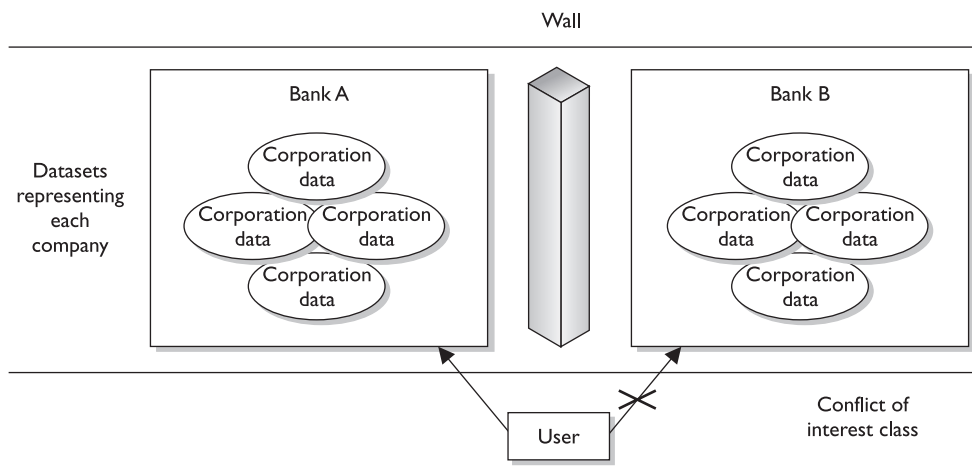 Wall
Bank A
Bank B
Datasets
representing
each
company
Corporation
data
Corporation
data
Corporation
data
Corporation
data
Corporation
data
Corporation
data
Corporation
data
Corporation
data
User
Conflict of
interest class